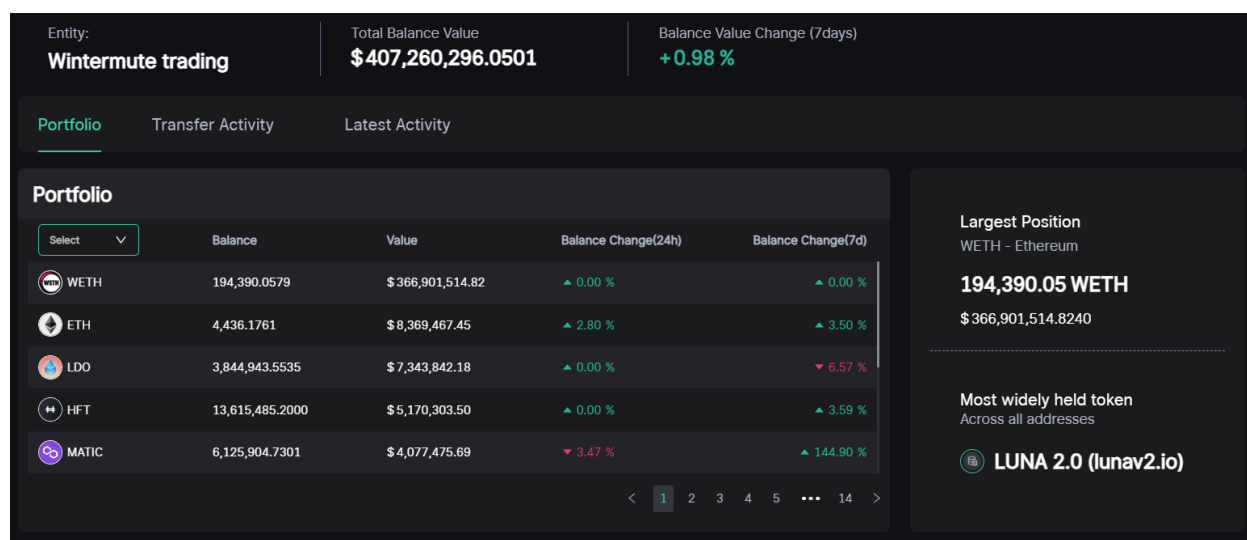 Entity: Total Balance Value Balance Value Change (7days)
Wintermute trading $407,260,296.0501 +0.98 %
Portfolio Transfer Activity Latest Activity
Portfolio
Select Balance Value Balance Change(24h) Balance Change(7d)
WETH WETH 194,390.0579 $366,901,514.82 0.00 % 0.00 %
ETH 4,436.1761 $8,369,467.45 2.80 % 3.50 %
LDO 3,844,943.5535 $7,343,842.18 0.00 % 6.57 %
HFT 13,615,485.2000 $5,170,303.50 0.00 % 3.59 %
MATIC 6,125,904.7301 $4,077,475.69 3.47 % 144.90 %
< 1 2 3 4 5 ••• 14 >
Largest Position
WETH - Ethereum
194,390.05 WETH
$366,901,514.8240
Most widely held token
Across all addresses
LUNA 2.0 (lunav2.io)